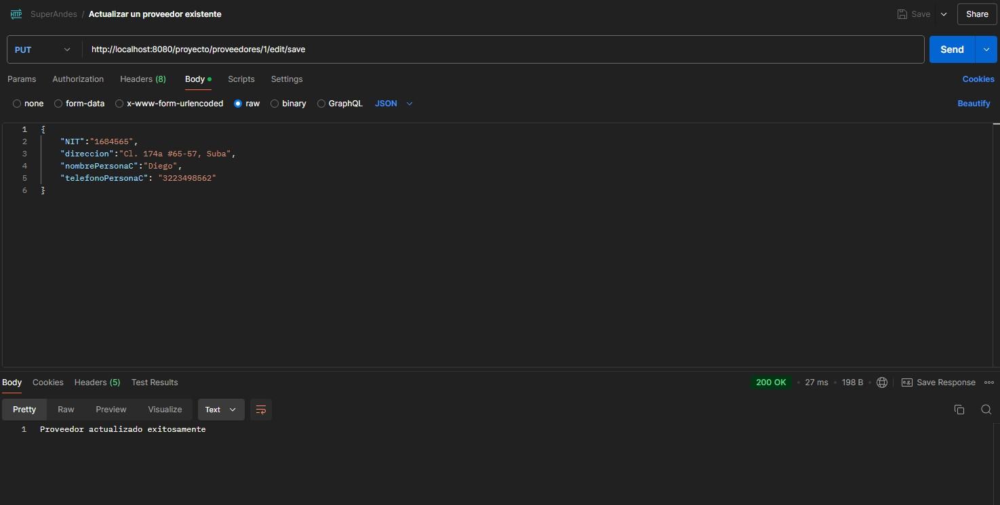 HTTP SuperAndes / Actualizar un proveedor existente Save Share
PUT http://localhost:8080/proyecto/proveedores/1/edit/save Send
Params Authorization Headers (8) Body Scripts Settings Cookies
none form-data x-www-form-urlencoded raw binary GraphQL JSON Beautify
1 {
2 "NIT":"1684565",
3 "direccion":"Cl. 174a #65-57, Suba",
4 "nombrePersonaC":"Diego",
5 "telefonoPersonaC": "3223498562"
6 }
Body Cookies Headers (5) Test Results 200 OK 27 ms 198 B e.g. Save Response
Pretty Raw Preview Visualize Text
1 Proveedor actualizado exitosamente